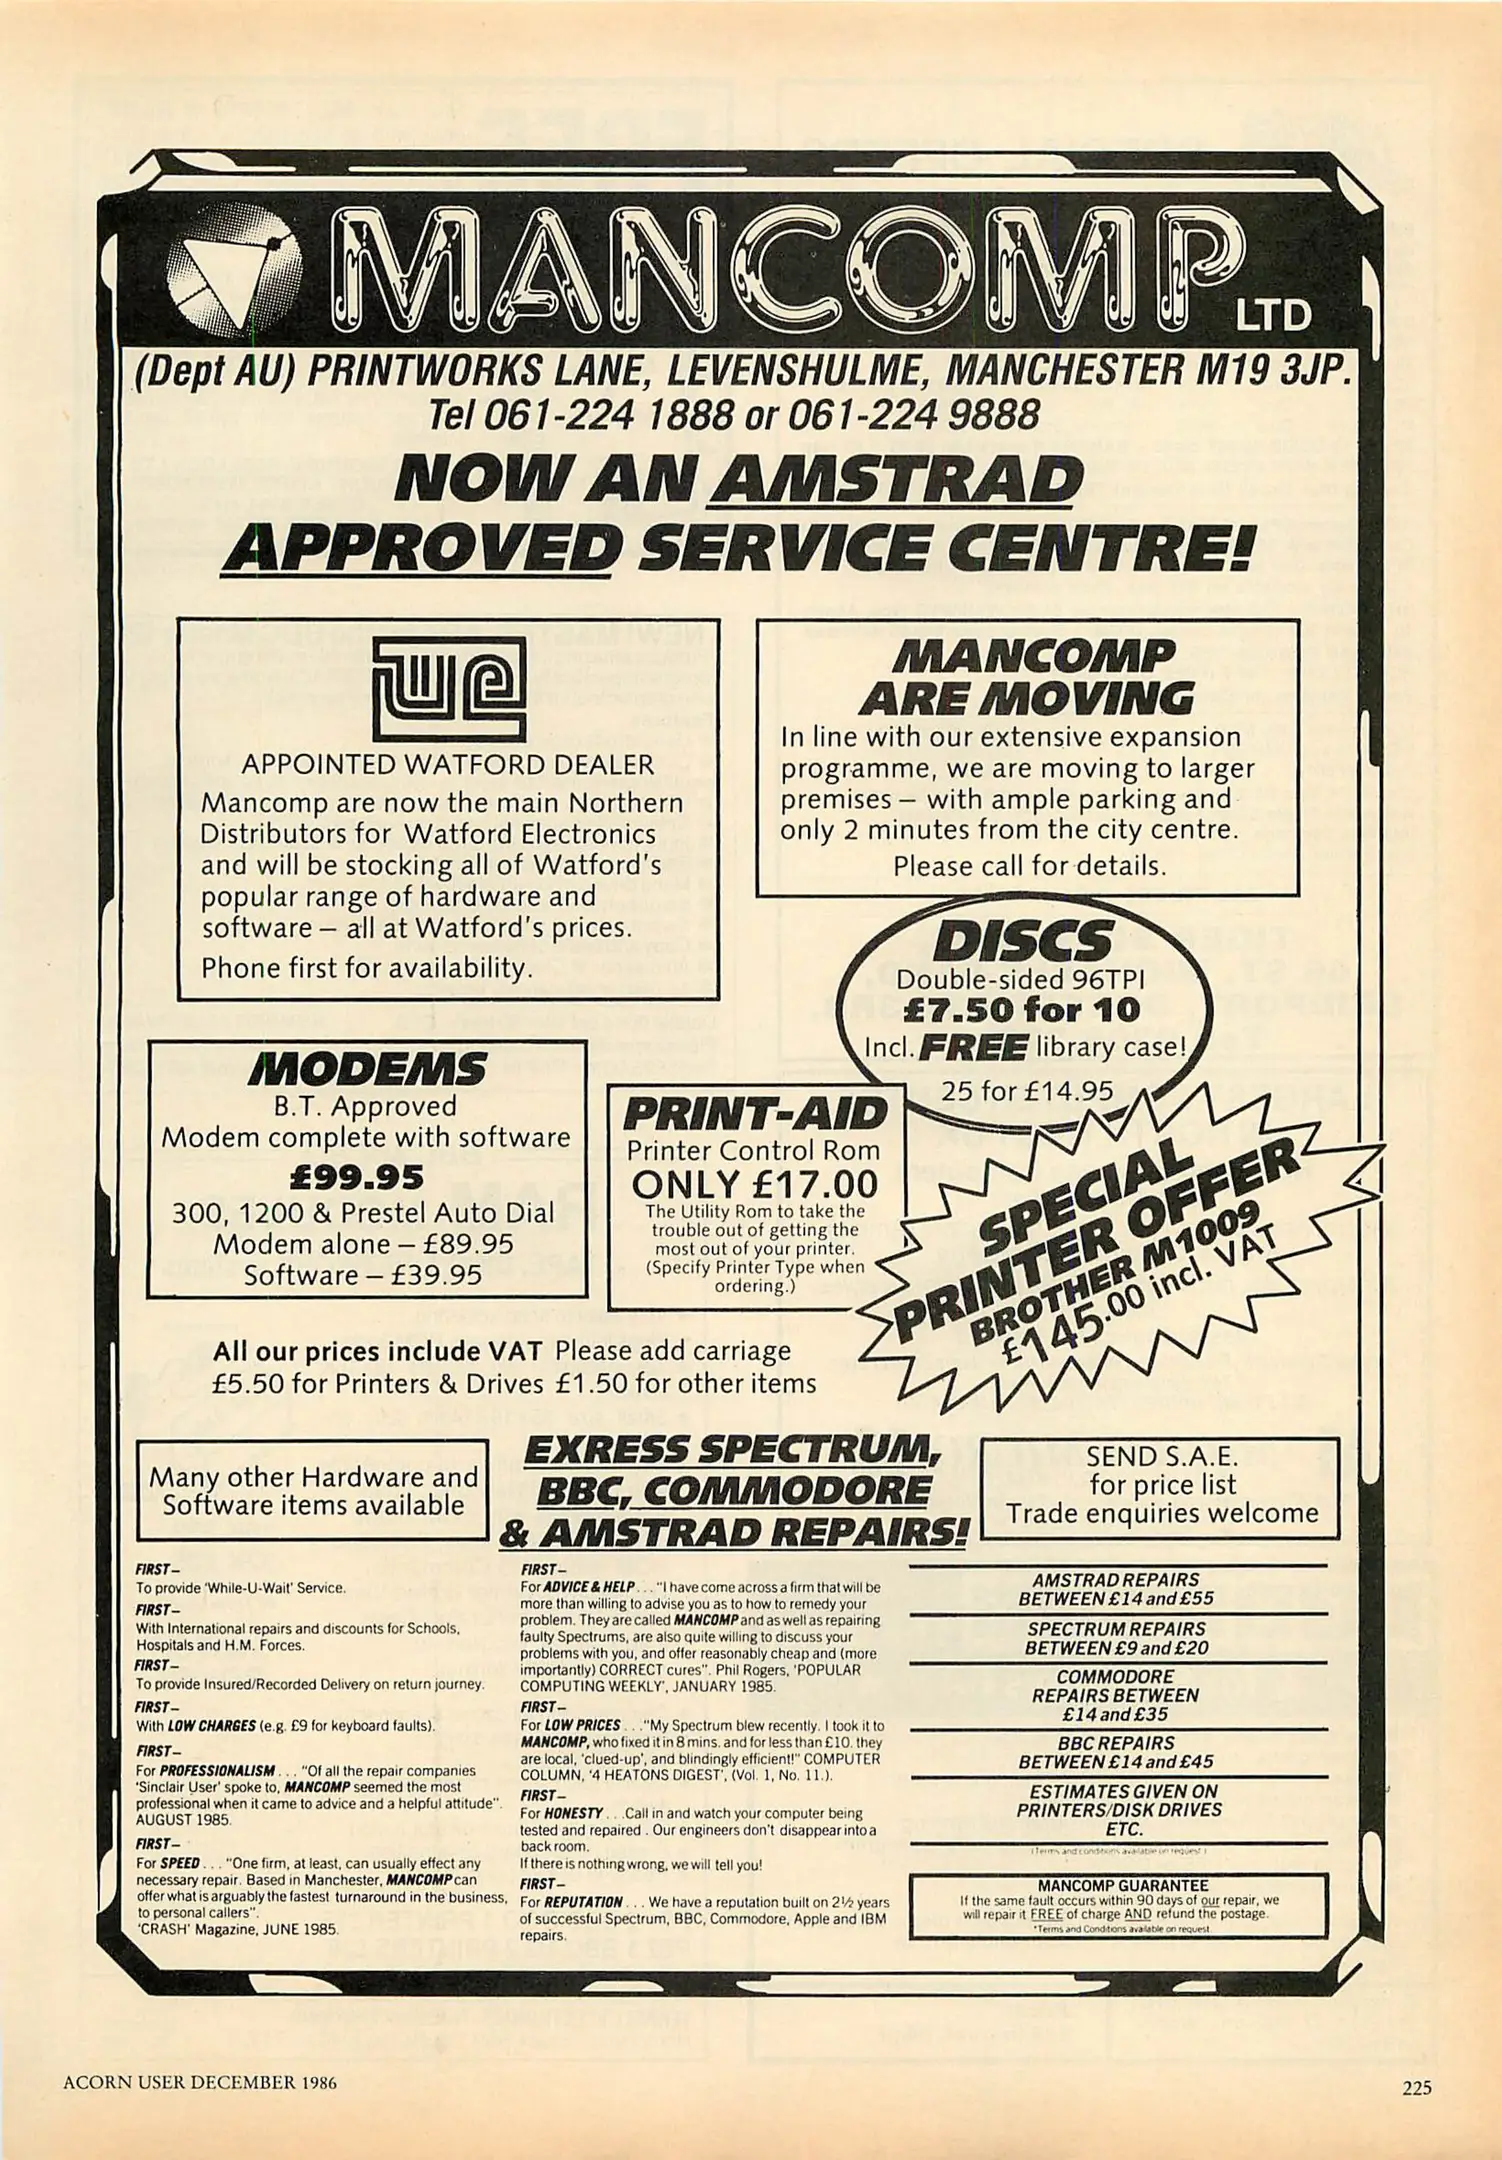 MANCOMP LTD
(Dept AU) PRINTWORKS LANE, LEVENSHULME, MANCHESTER M19 3JP.
Tel 061-224 1888 or 061-224 9888
NOW AN AMSTRAD
APPROVED SERVICE CENTRE!
we
APPOINTED WATFORD DEALER
Mancomp are now the main Northern
Distributors for Watford Electronics
and will be stocking all of Watford's
popular range of hardware and
software – all at Watford's prices.
Phone first for availability.
MANCOMP
ARE MOVING
In line with our extensive expansion
programme, we are moving to larger
premises – with ample parking and
only 2 minutes from the city centre.
Please call for details.
DISCS
Double-sided 96TPI
£7.50 for 10
Incl. FREE library case!
25 for £14.95
MODEMS
B.T. Approved
Modem complete with software
£99.95
300, 1200 & Prestel Auto Dial
Modem alone – £89.95
Software – £39.95
PRINT-AID
Printer Control Rom
ONLY £17.00
The Utility Rom to take the
trouble out of getting the
most out of your printer.
(Specify Printer Type when
ordering.)
SPECIAL
PRINTER OFFER
BROTHER M1009
£145.00 incl. VAT
All our prices include VAT Please add carriage
£5.50 for Printers & Drives £1.50 for other items
Many other Hardware and
Software items available
EXRESS SPECTRUM,
BBC, COMMODORE
& AMSTRAD REPAIRS!
SEND S.A.E.
for price list
Trade enquiries welcome
FIRST–
To provide 'While-U-Wait' Service.
FIRST–
With International repairs and discounts for Schools,
Hospitals and H.M. Forces.
FIRST–
To provide Insured/Recorded Delivery on return journey.
FIRST–
With LOW CHARGES (e.g. £9 for keyboard faults).
FIRST–
For PROFESSIONALISM . . . "Of all the repair companies
'Sinclair User' spoke to, MANCOMP seemed the most
professional when it came to advice and a helpful attitude".
AUGUST 1985.
FIRST–
For SPEED . . . "One firm, at least, can usually effect any
necessary repair. Based in Manchester, MANCOMP can
offer what is arguably the fastest turnaround in the business,
to personal callers".
'CRASH' Magazine, JUNE 1985.
FIRST–
For ADVICE & HELP . . . "I have come across a firm that will be
more than willing to advise you as to how to remedy your
problem. They are called MANCOMP and as well as repairing
faulty Spectrums, are also quite willing to discuss your
problems with you, and offer reasonably cheap and (more
importantly) CORRECT cures". Phil Rogers, 'POPULAR
COMPUTING WEEKLY', JANUARY 1985.
FIRST–
For LOW PRICES . . ."My Spectrum blew recently. I took it to
MANCOMP, who fixed it in 8 mins. and for less than £10. they
are local, 'clued-up', and blindingly efficient!" COMPUTER
COLUMN, '4 HEATONS DIGEST', (Vol. 1, No. 11.).
FIRST–
For HONESTY . . .Call in and watch your computer being
tested and repaired . Our engineers don't disappear into a
back room.
If there is nothing wrong, we will tell you!
FIRST–
For REPUTATION . . . We have a reputation built on 2½ years
of successful Spectrum, BBC, Commodore, Apple and IBM
repairs.
AMSTRAD REPAIRS
BETWEEN £14 and £55
SPECTRUM REPAIRS
BETWEEN £9 and £20
COMMODORE
REPAIRS BETWEEN
£14 and £35
BBC REPAIRS
BETWEEN £14 and £45
ESTIMATES GIVEN ON
PRINTERS/DISK DRIVES
ETC.
(Terms and conditions available on request)
MANCOMP GUARANTEE
If the same fault occurs within 90 days of our repair, we
will repair it FREE of charge AND refund the postage.
*Terms and Conditions available on request.
ACORN USER DECEMBER 1986
225